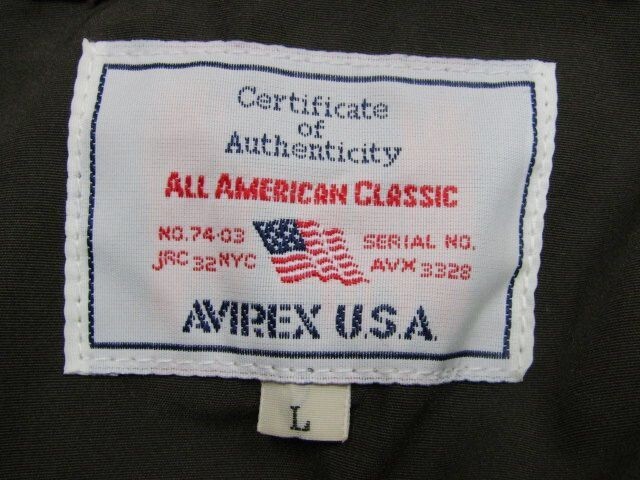 Certificate
of
Authenticity
ALL AMERICAN CLASSIC
NO. 74-03
JRC 32 NYC
SERIAL NO.
AVX 3328
AVIREX U.S.A.
L